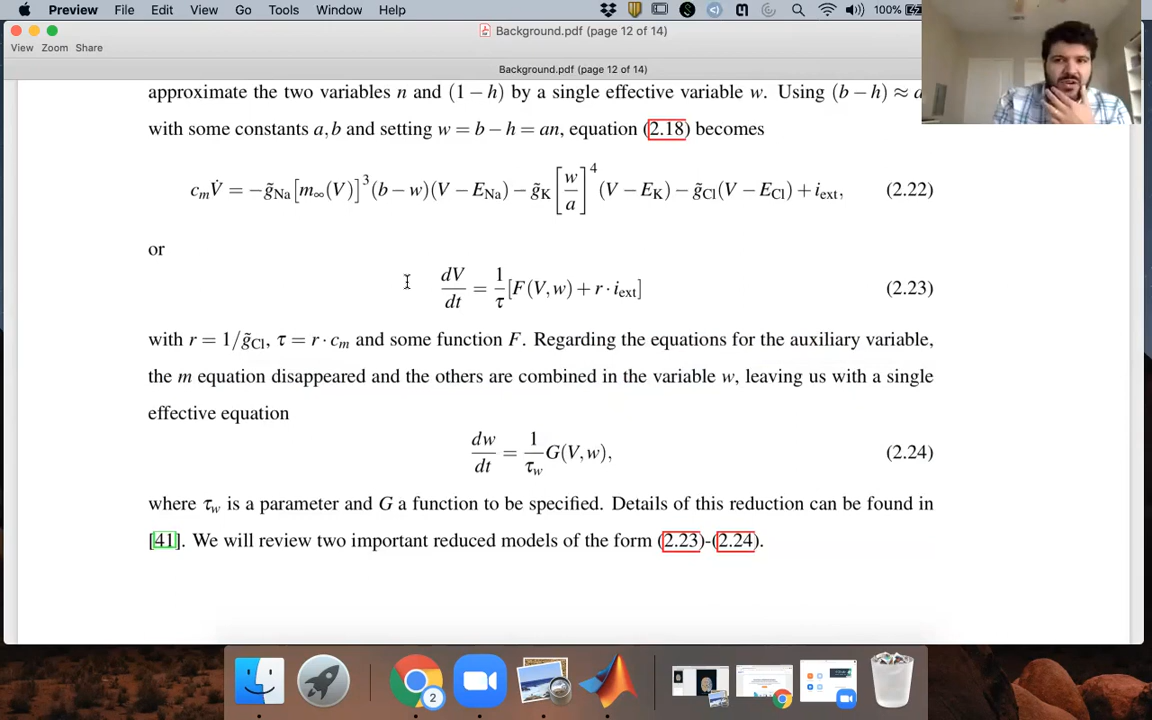 Preview File Edit View Go Tools Window Help 100%
Background.pdf (page 12 of 14)
View Zoom Share
Background.pdf (page 12 of 14)
approximate the two variables n and (1 − h) by a single effective variable w. Using (b − h) ≈ a
with some constants a, b and setting w = b − h = an, equation (2.18) becomes
c_m V̇ = −g̃_Na [m_∞(V)]^3 (b − w)(V − E_Na) − g̃_K [w/a]^4 (V − E_K) − g̃_Cl (V − E_Cl) + i_ext, (2.22)
or
dV/dt = 1/τ [F(V, w) + r · i_ext] (2.23)
with r = 1/g̃_Cl, τ = r · c_m and some function F. Regarding the equations for the auxiliary variable,
the m equation disappeared and the others are combined in the variable w, leaving us with a single
effective equation
dw/dt = 1/τ_w G(V, w), (2.24)
where τ_w is a parameter and G a function to be specified. Details of this reduction can be found in
[41]. We will review two important reduced models of the form (2.23)-(2.24).
2